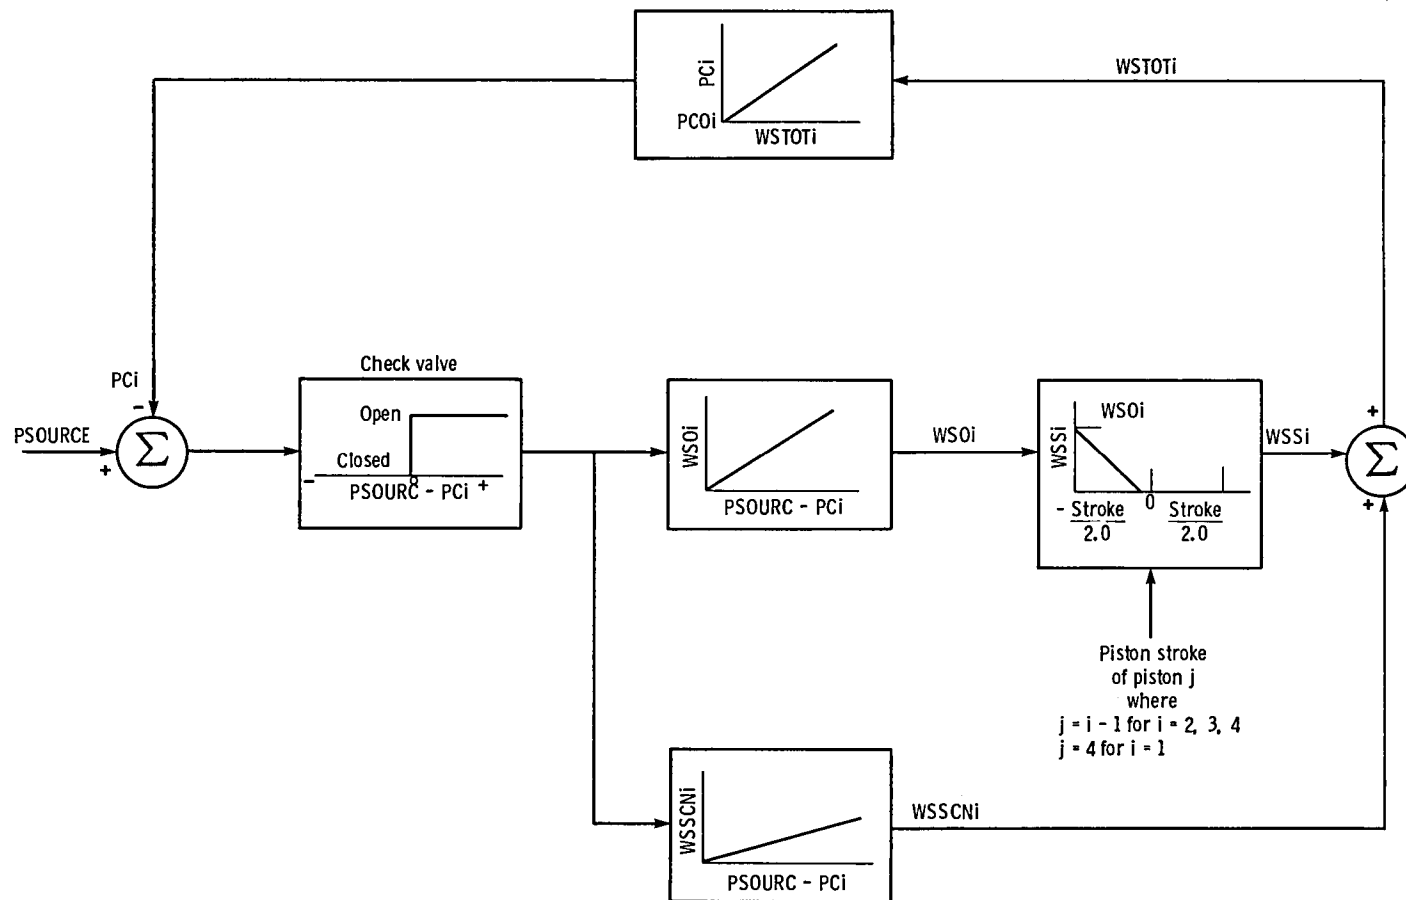 PCi
PCOi
WSTOTi
WSTOTi
PCi
-
PSOURCE
+
Σ
Check valve
Open
Closed
-
0
PSOURC - PCi +
WSOi
PSOURC - PCi
WSOi
WSSi
WSOi
- Stroke
2.0
0
Stroke
2.0
WSSi
+
Σ
+
Piston stroke
of piston j
where
j = i - 1 for i = 2, 3, 4
j = 4 for i = 1
WSSCNi
PSOURC - PCi
WSSCNi